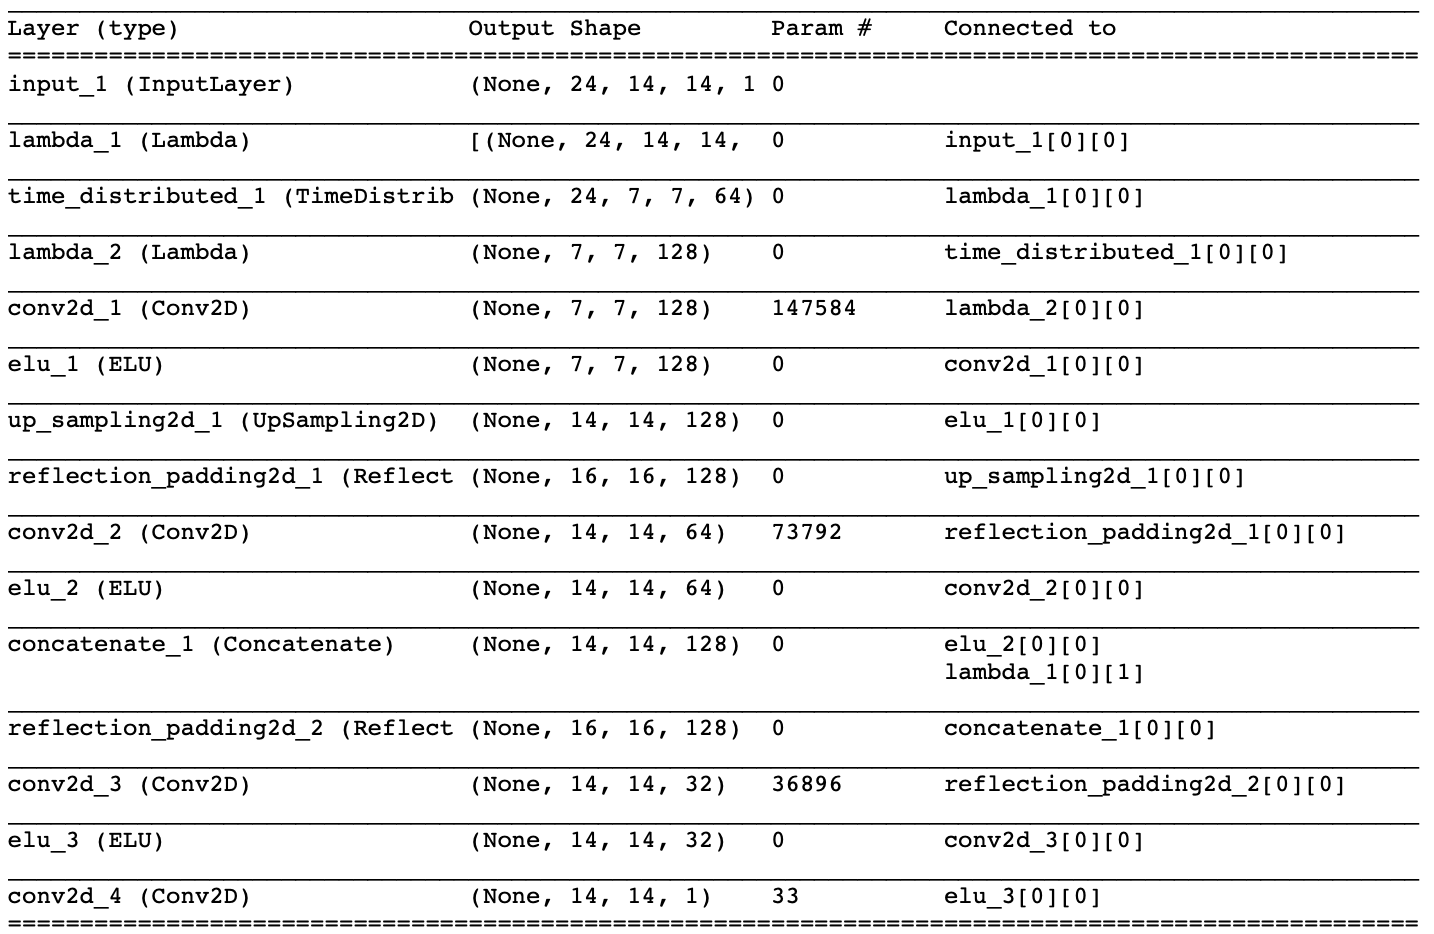 Layer (type) Output Shape Param # Connected to
input_1 (InputLayer) (None, 24, 14, 14, 1 0
lambda_1 (Lambda) [(None, 24, 14, 14, 0 input_1[0][0]
time_distributed_1 (TimeDistrib (None, 24, 7, 7, 64) 0 lambda_1[0][0]
lambda_2 (Lambda) (None, 7, 7, 128) 0 time_distributed_1[0][0]
conv2d_1 (Conv2D) (None, 7, 7, 128) 147584 lambda_2[0][0]
elu_1 (ELU) (None, 7, 7, 128) 0 conv2d_1[0][0]
up_sampling2d_1 (UpSampling2D) (None, 14, 14, 128) 0 elu_1[0][0]
reflection_padding2d_1 (Reflect (None, 16, 16, 128) 0 up_sampling2d_1[0][0]
conv2d_2 (Conv2D) (None, 14, 14, 64) 73792 reflection_padding2d_1[0][0]
elu_2 (ELU) (None, 14, 14, 64) 0 conv2d_2[0][0]
concatenate_1 (Concatenate) (None, 14, 14, 128) 0 elu_2[0][0]
lambda_1[0][1]
reflection_padding2d_2 (Reflect (None, 16, 16, 128) 0 concatenate_1[0][0]
conv2d_3 (Conv2D) (None, 14, 14, 32) 36896 reflection_padding2d_2[0][0]
elu_3 (ELU) (None, 14, 14, 32) 0 conv2d_3[0][0]
conv2d_4 (Conv2D) (None, 14, 14, 1) 33 elu_3[0][0]